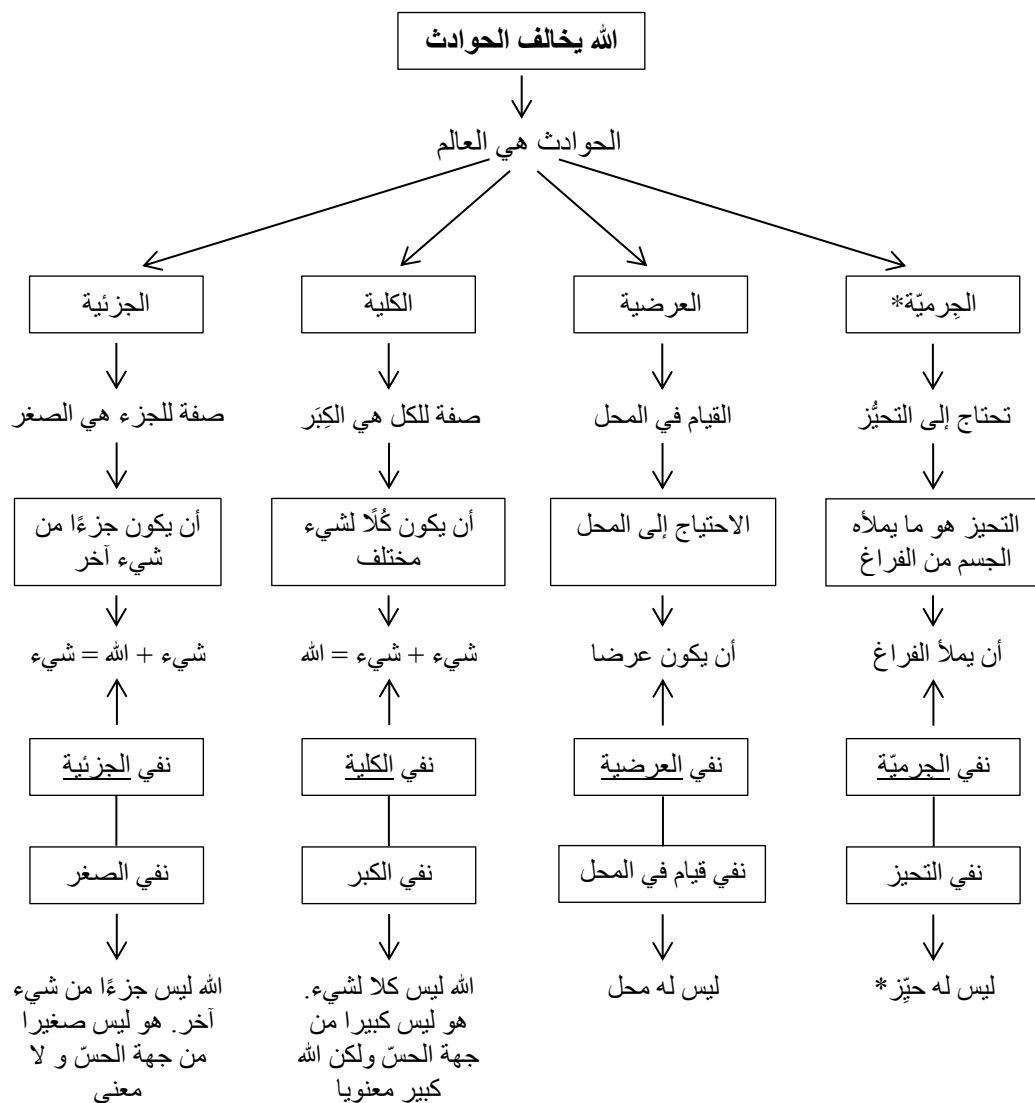 الله يخالف الحوادث
الحوادث هي العالم
الجِرميّة*
العرضية
الكلية
الجزئية
تحتاج إلى التحيُّز
القيام في المحل
صفة للكل هي الكِبَر
صفة للجزء هي الصغر
التحيز هو ما يملأه
الجسم من الفراغ
الاحتياج إلى المحل
أن يكون كُلًا لشيء
مختلف
أن يكون جزءًا من
شيء آخر
أن يملأ الفراغ
أن يكون عرضا
شيء + شيء = الله
شيء + الله = شيء
نفي الجرميّة
نفي العرضية
نفي الكلية
نفي الجزئية
نفي التحيز
نفي قيام في المحل
نفي الكبر
نفي الصغر
ليس له حيِّز*
ليس له محل
الله ليس كلا لشيء.
هو ليس كبيرا من
جهة الحسّ ولكن الله
كبير معنويا
الله ليس جزءًا من شيء
آخر. هو ليس صغيرا
من جهة الحسّ و لا
معنى